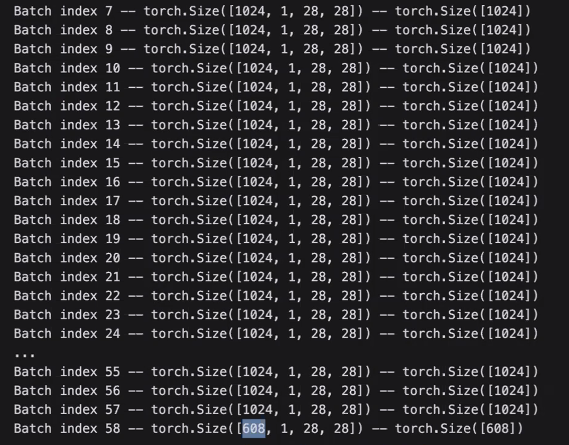 Batch index 7 -- torch.Size([1024, 1, 28, 28]) -- torch.Size([1024])
Batch index 8 -- torch.Size([1024, 1, 28, 28]) -- torch.Size([1024])
Batch index 9 -- torch.Size([1024, 1, 28, 28]) -- torch.Size([1024])
Batch index 10 -- torch.Size([1024, 1, 28, 28]) -- torch.Size([1024])
Batch index 11 -- torch.Size([1024, 1, 28, 28]) -- torch.Size([1024])
Batch index 12 -- torch.Size([1024, 1, 28, 28]) -- torch.Size([1024])
Batch index 13 -- torch.Size([1024, 1, 28, 28]) -- torch.Size([1024])
Batch index 14 -- torch.Size([1024, 1, 28, 28]) -- torch.Size([1024])
Batch index 15 -- torch.Size([1024, 1, 28, 28]) -- torch.Size([1024])
Batch index 16 -- torch.Size([1024, 1, 28, 28]) -- torch.Size([1024])
Batch index 17 -- torch.Size([1024, 1, 28, 28]) -- torch.Size([1024])
Batch index 18 -- torch.Size([1024, 1, 28, 28]) -- torch.Size([1024])
Batch index 19 -- torch.Size([1024, 1, 28, 28]) -- torch.Size([1024])
Batch index 20 -- torch.Size([1024, 1, 28, 28]) -- torch.Size([1024])
Batch index 21 -- torch.Size([1024, 1, 28, 28]) -- torch.Size([1024])
Batch index 22 -- torch.Size([1024, 1, 28, 28]) -- torch.Size([1024])
Batch index 23 -- torch.Size([1024, 1, 28, 28]) -- torch.Size([1024])
Batch index 24 -- torch.Size([1024, 1, 28, 28]) -- torch.Size([1024])
...
Batch index 55 -- torch.Size([1024, 1, 28, 28]) -- torch.Size([1024])
Batch index 56 -- torch.Size([1024, 1, 28, 28]) -- torch.Size([1024])
Batch index 57 -- torch.Size([1024, 1, 28, 28]) -- torch.Size([1024])
Batch index 58 -- torch.Size([608, 1, 28, 28]) -- torch.Size([608])